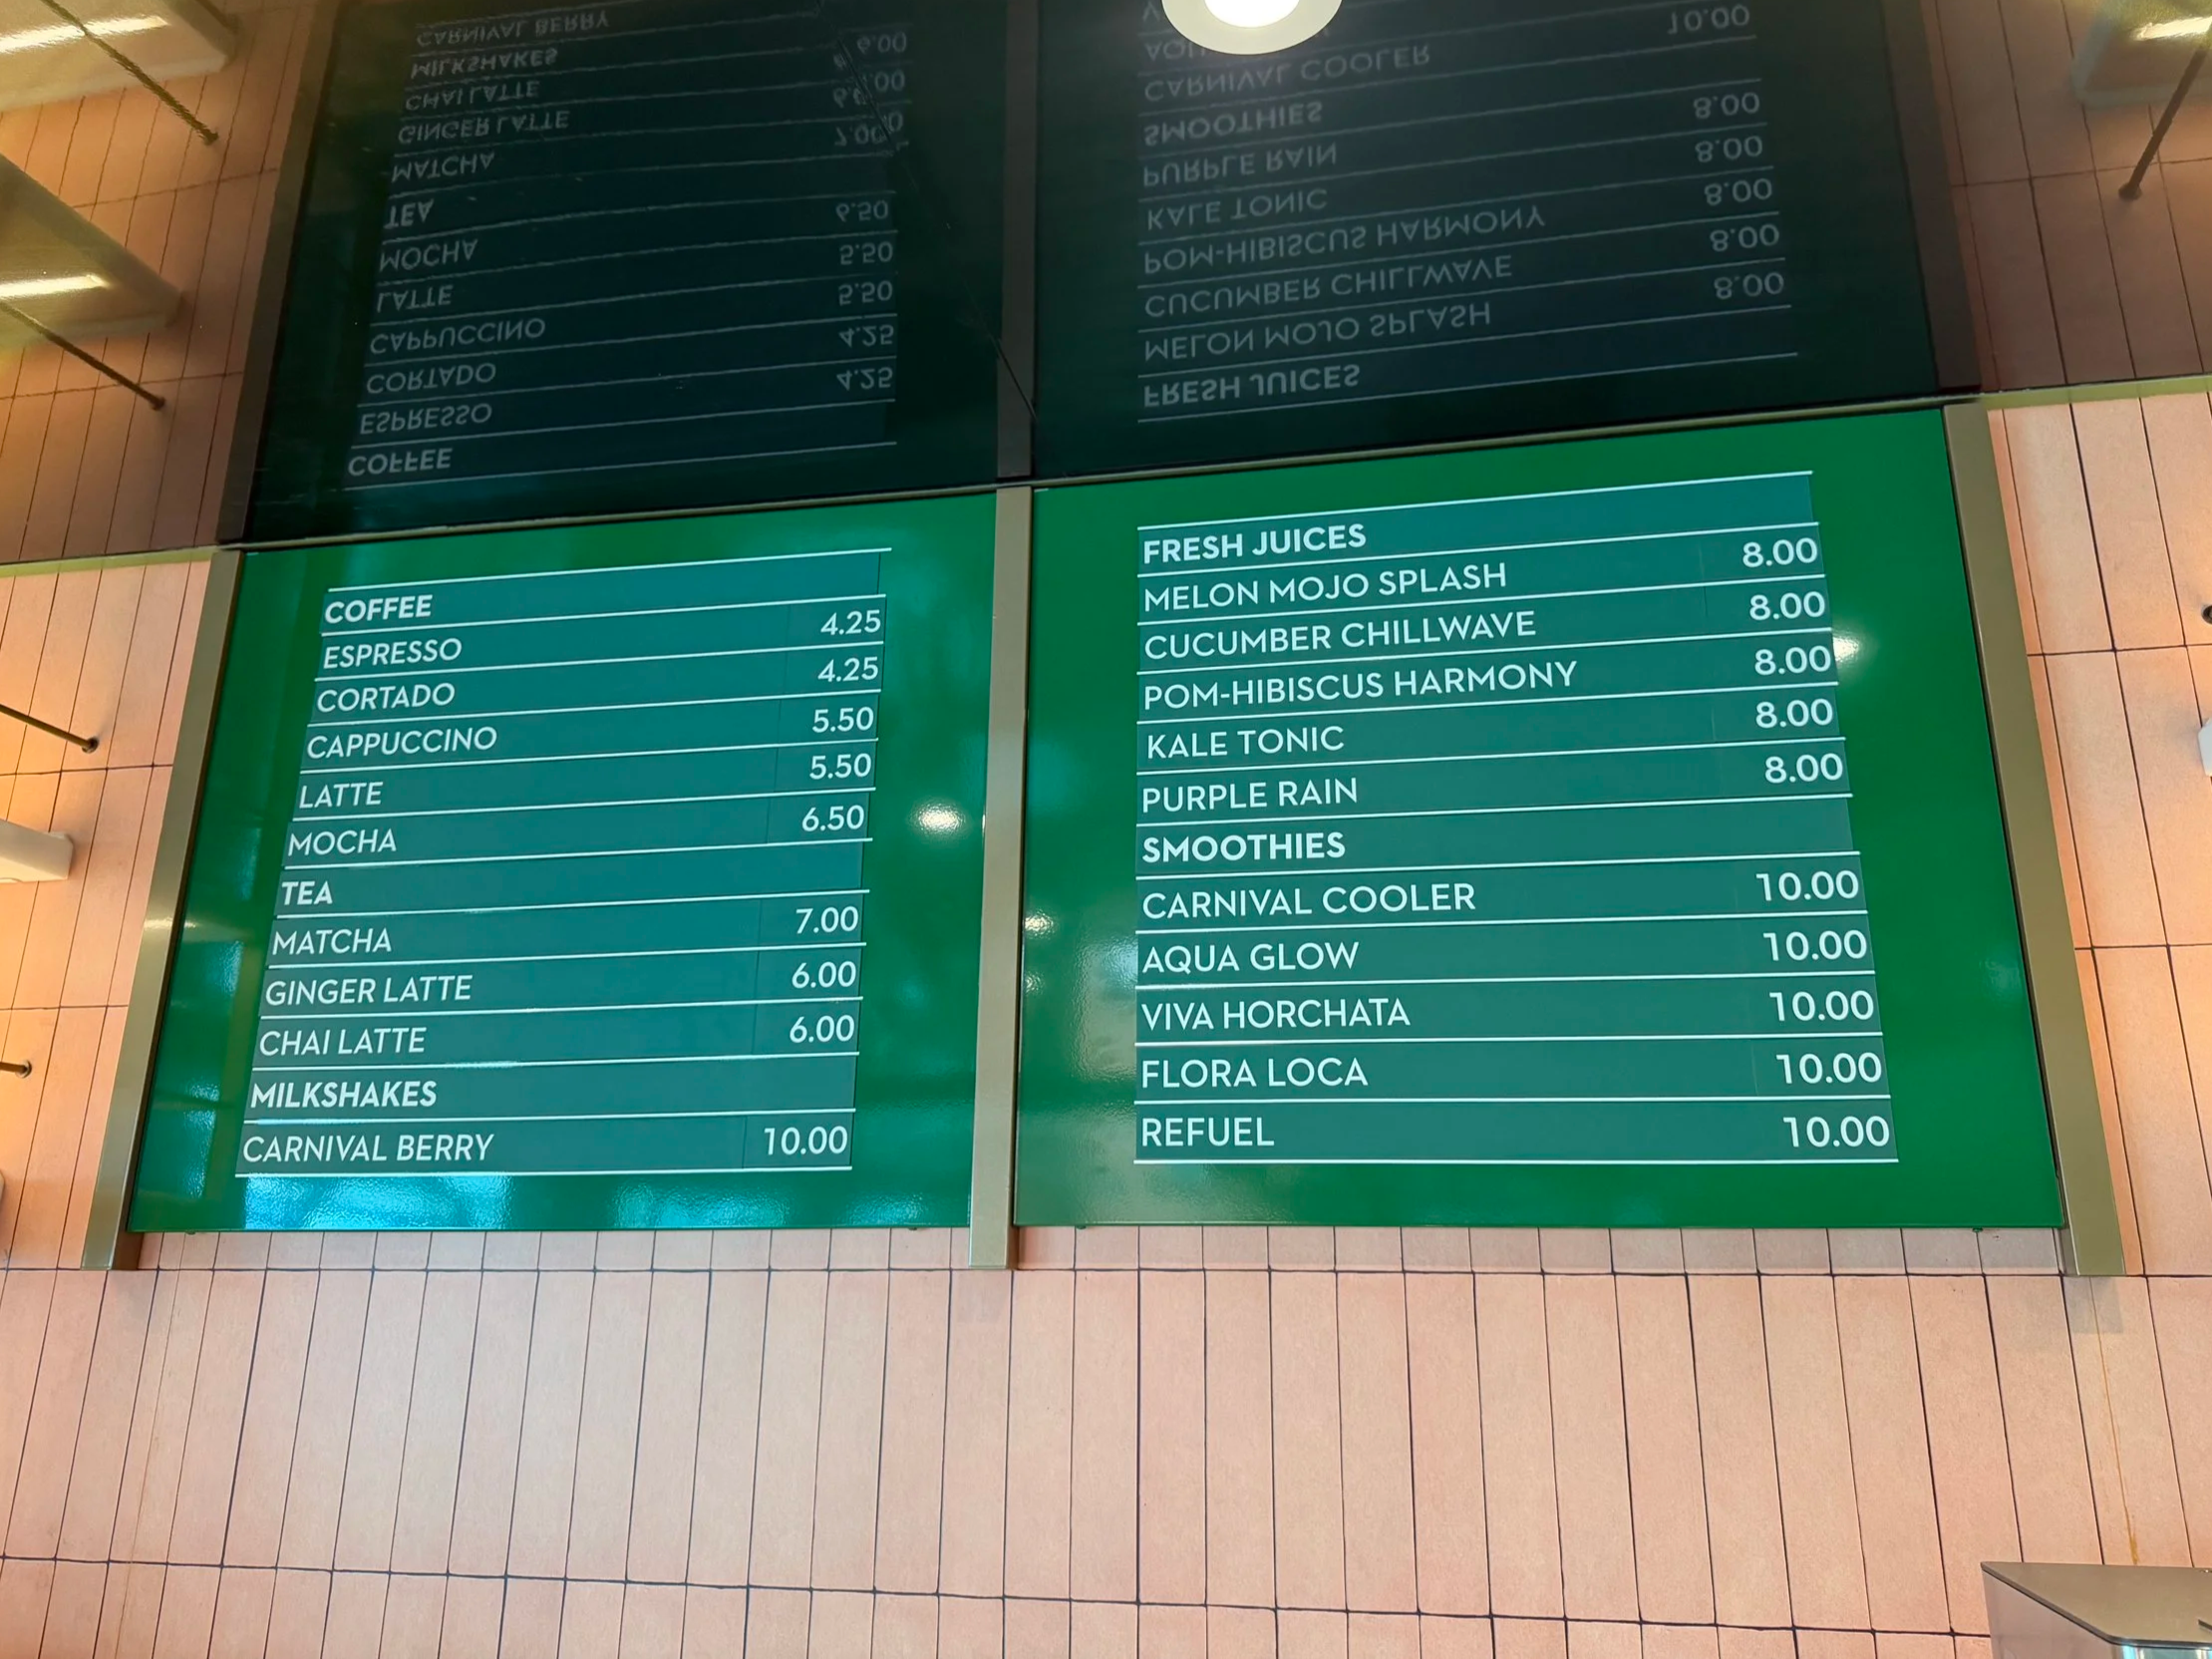 COFFEE
ESPRESSO 4.25
CORTADO 4.25
CAPPUCCINO 5.50
LATTE 5.50
MOCHA 6.50
TEA
MATCHA 7.00
GINGER LATTE 6.00
CHAI LATTE 6.00
MILKSHAKES
CARNIVAL BERRY 10.00
FRESH JUICES
MELON MOJO SPLASH 8.00
CUCUMBER CHILLWAVE 8.00
POM-HIBISCUS HARMONY 8.00
KALE TONIC 8.00
PURPLE RAIN 8.00
SMOOTHIES
CARNIVAL COOLER 10.00
AQUA GLOW 10.00
VIVA HORCHATA 10.00
FLORA LOCA 10.00
REFUEL 10.00